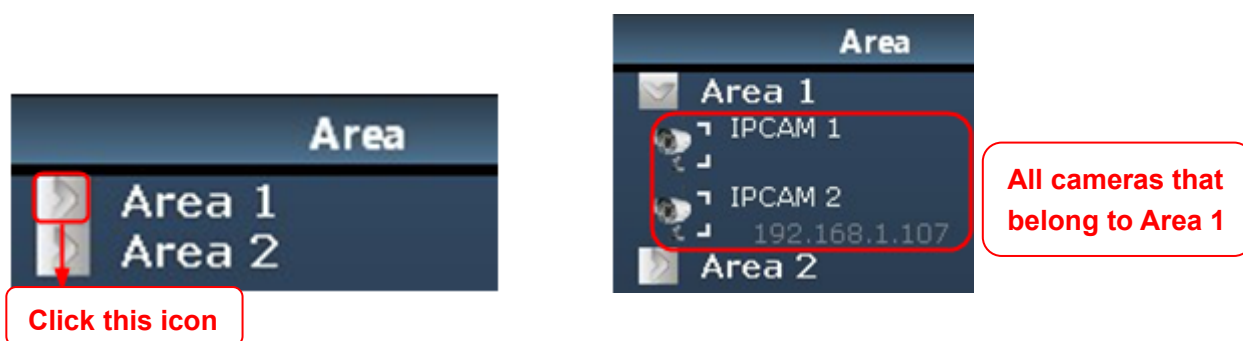 Area
Area 1
Area 2
Click this icon
Area
Area 1
IPCAM 1
IPCAM 2
192.168.1.107
Area 2
All cameras that
belong to Area 1